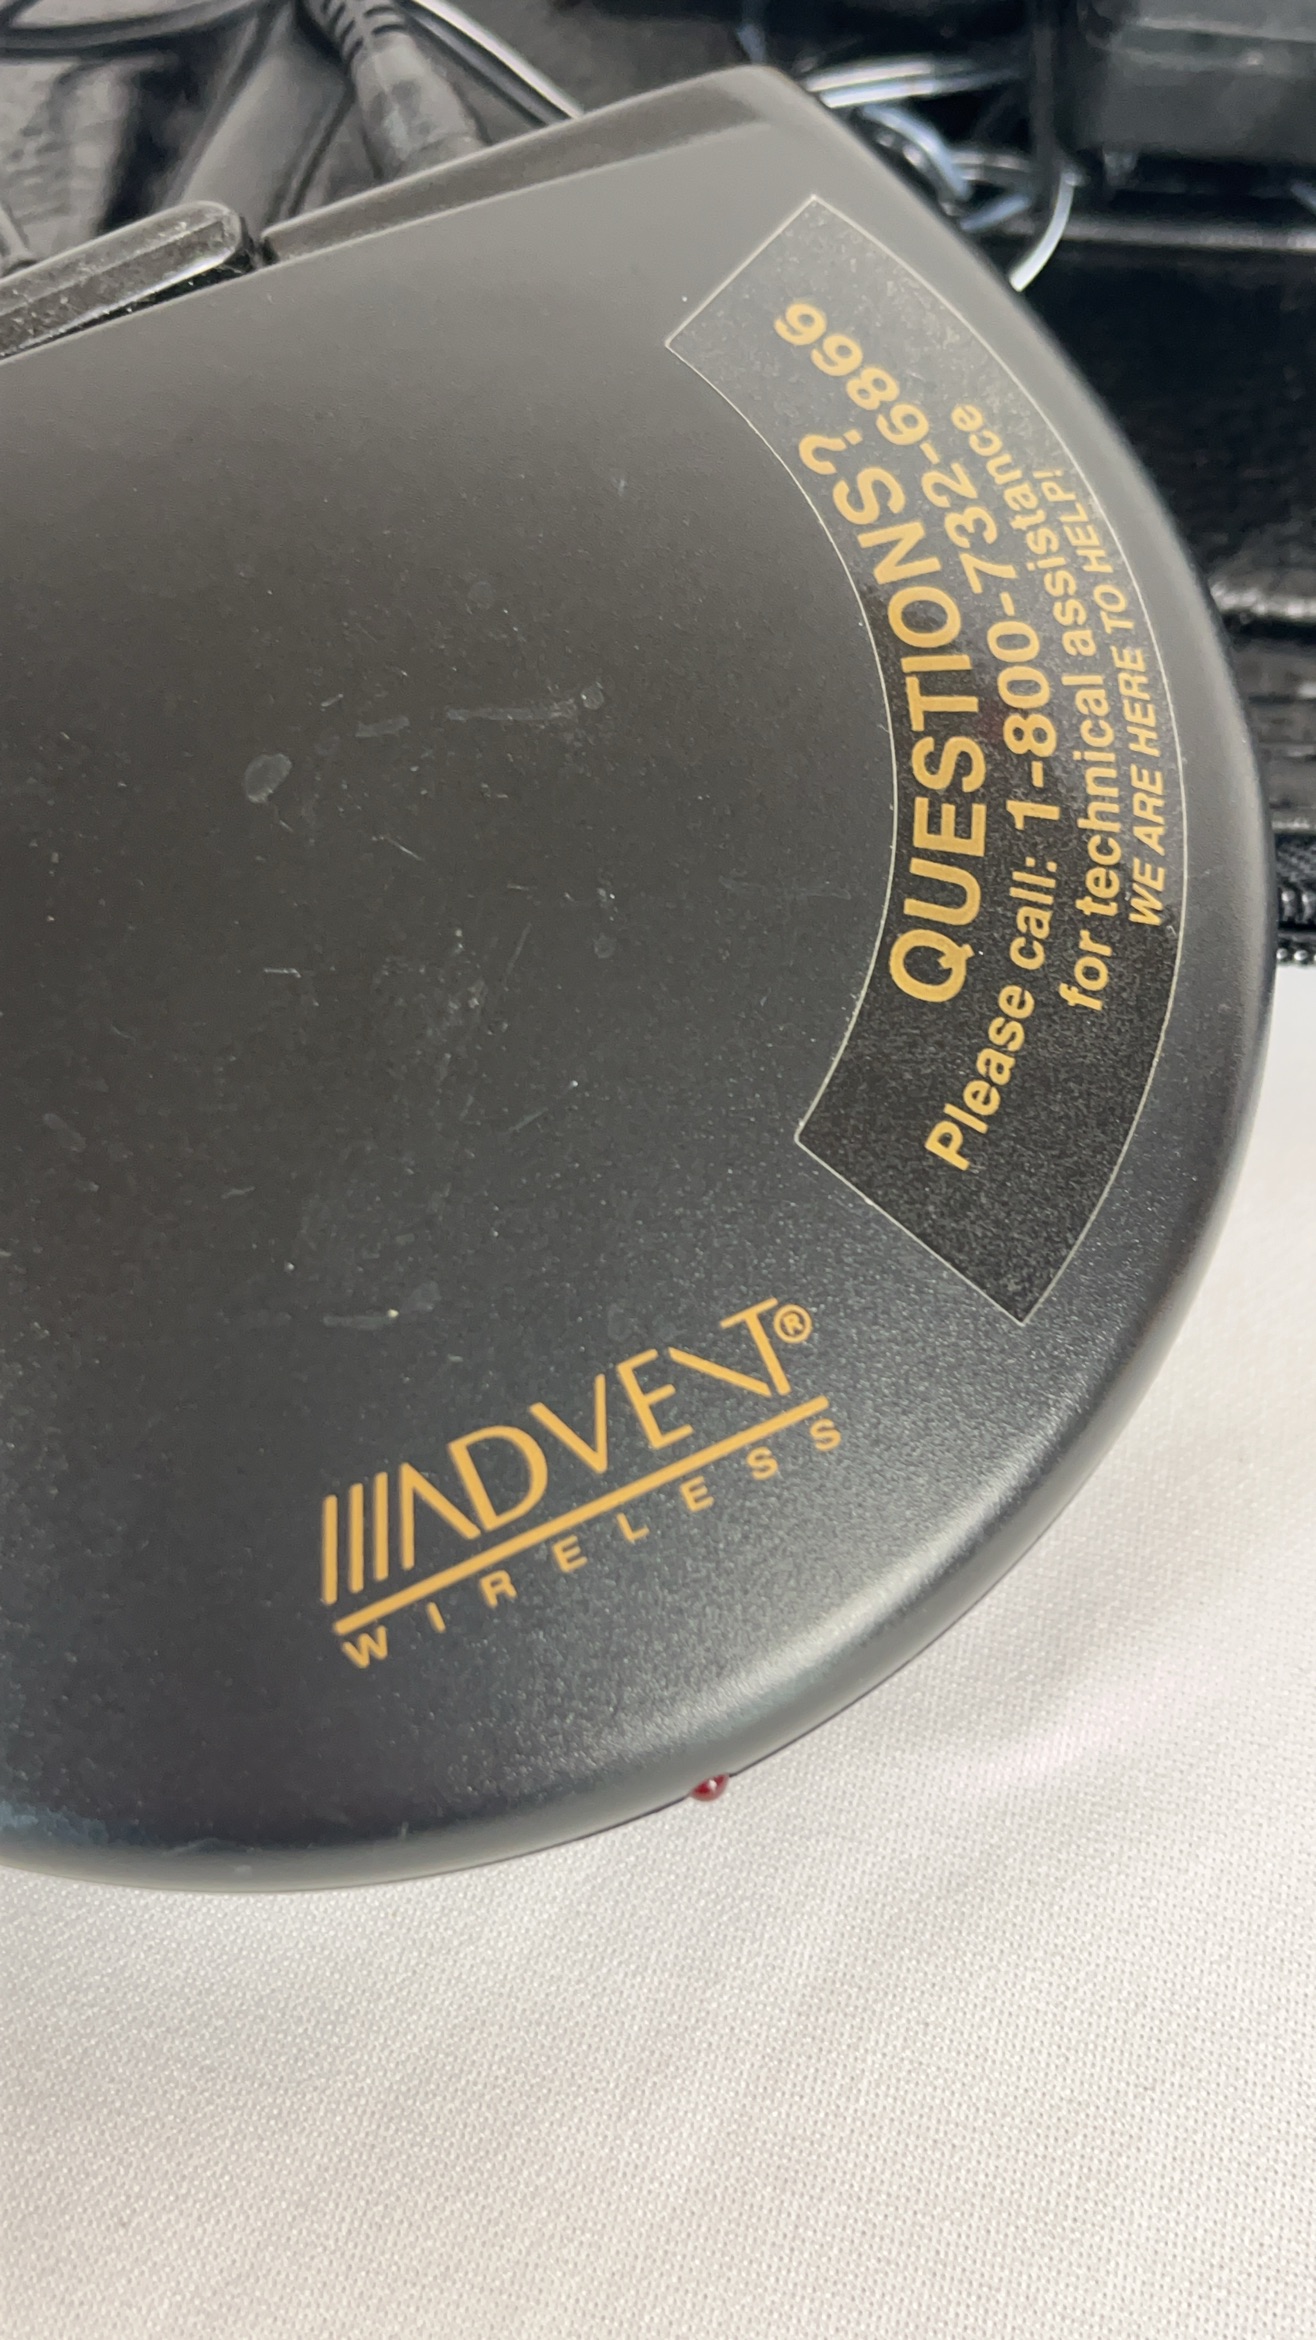 QUESTIONS?
Please call: 1-800-732-6866
for technical assistance
WE ARE HERE TO HELP!
ADVENT®
WIRELESS